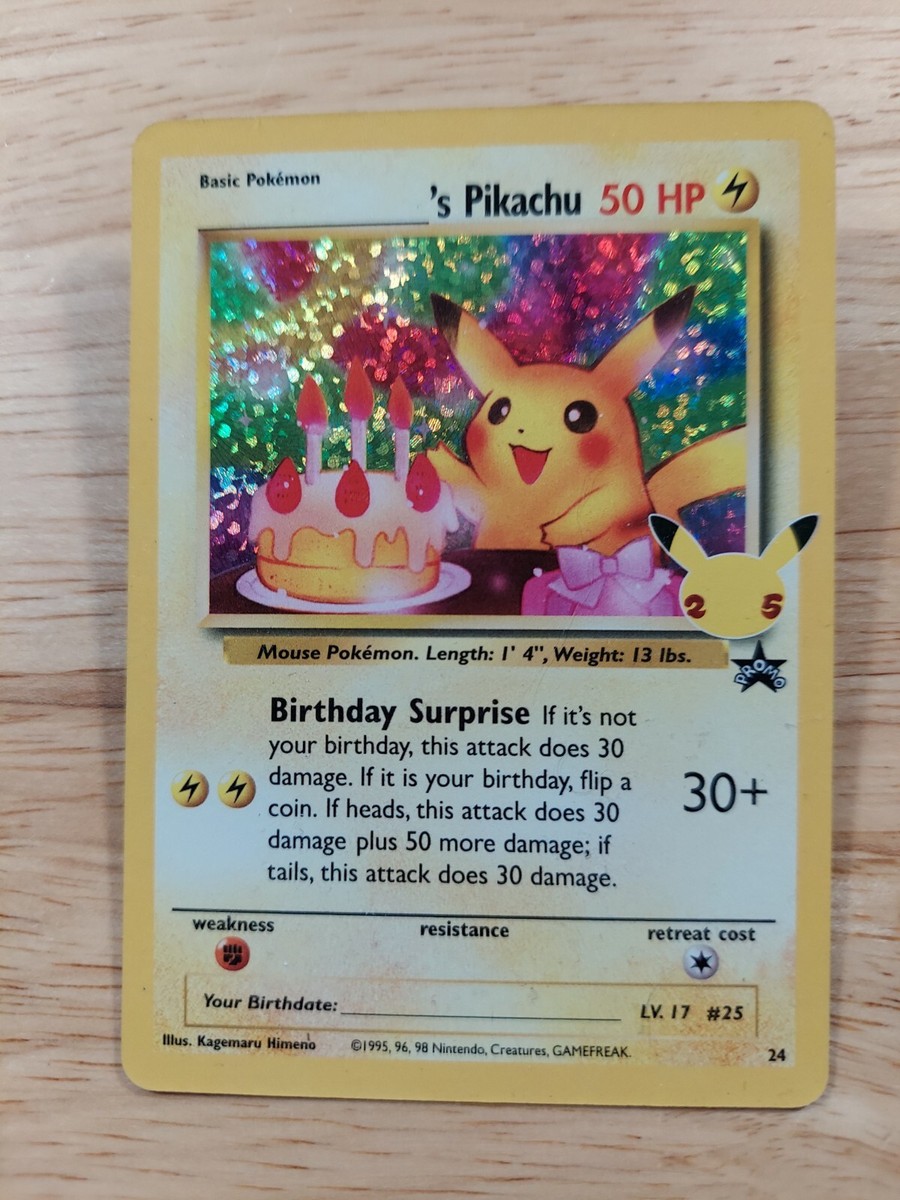 Basic Pokémon
________'s Pikachu 50 HP
25
Mouse Pokémon. Length: 1' 4", Weight: 13 lbs.
PROMO
Birthday Surprise If it's not
your birthday, this attack does 30
damage. If it is your birthday, flip a
coin. If heads, this attack does 30
damage plus 50 more damage; if
tails, this attack does 30 damage.
30+
weakness resistance retreat cost
Your Birthdate:________________ LV. 17 #25
Illus. Kagemaru Himeno ©1995, 96, 98 Nintendo, Creatures, GAMEFREAK. 24